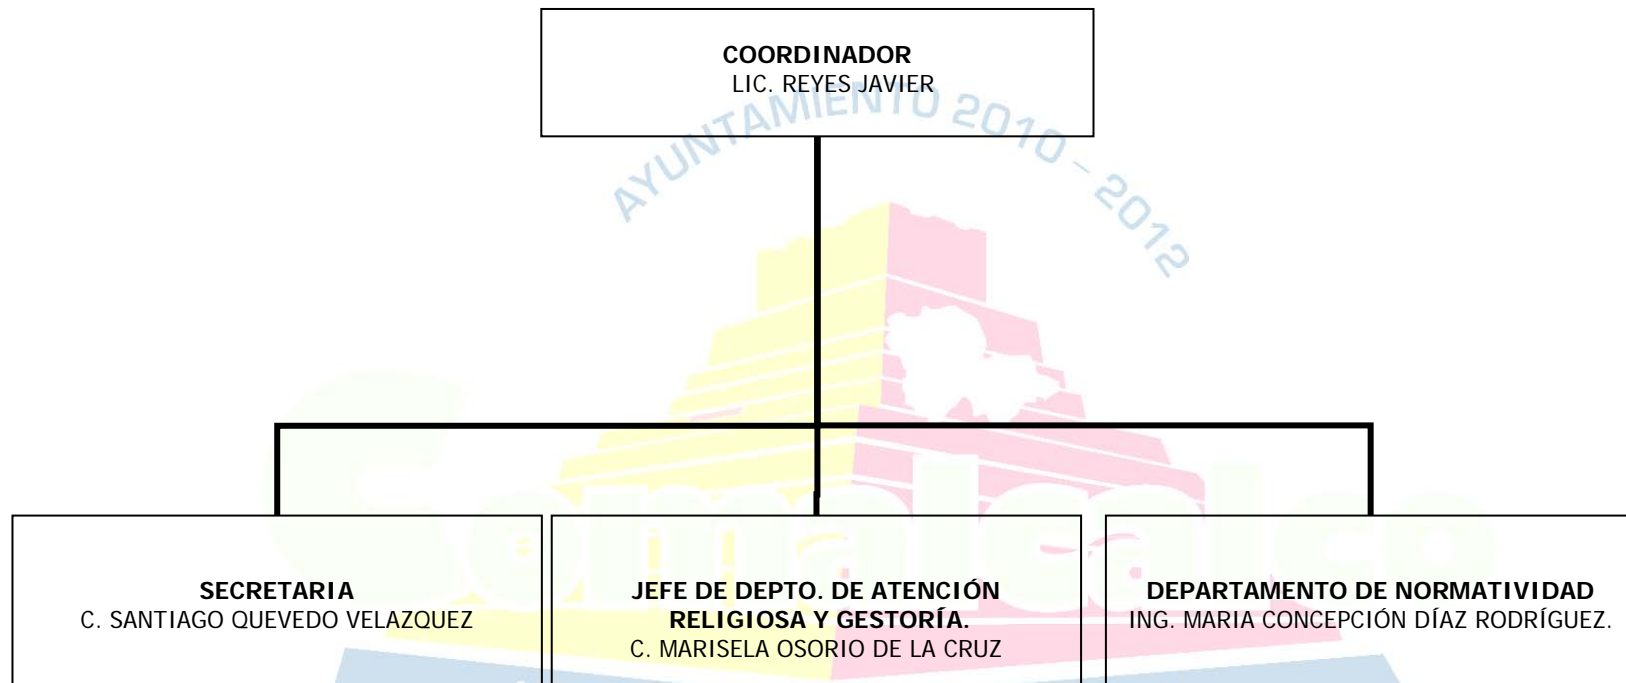 COORDINADOR
LIC. REYES JAVIER
AYUNTAMIENTO 2010 - 2012
Comalcalco
SECRETARIA
C. SANTIAGO QUEVEDO VELAZQUEZ
JEFE DE DEPTO. DE ATENCIÓN
RELIGIOSA Y GESTORÍA.
C. MARISELA OSORIO DE LA CRUZ
DEPARTAMENTO DE NORMATIVIDAD
ING. MARIA CONCEPCIÓN DÍAZ RODRÍGUEZ.